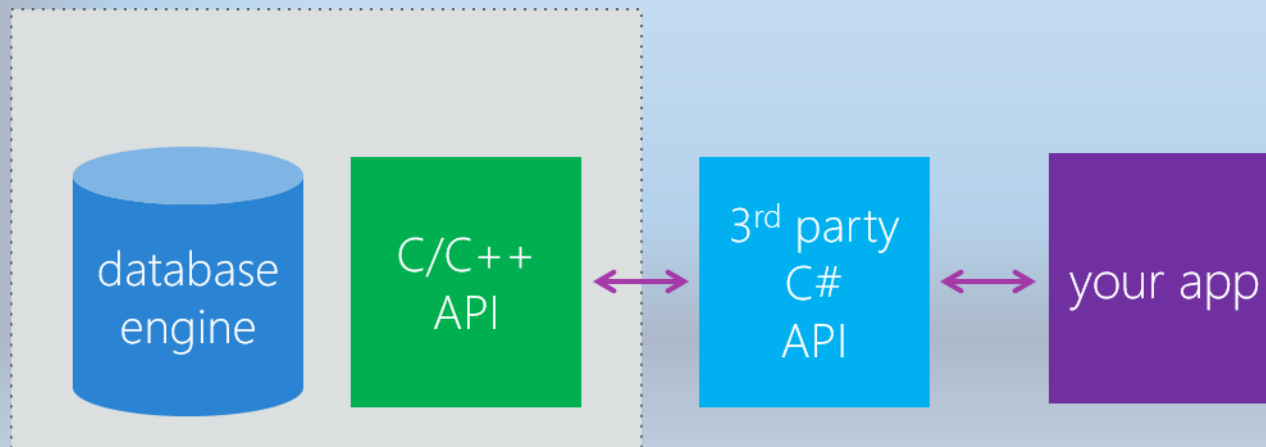 database
engine
C/C++
API
3rd party
C#
API
your app